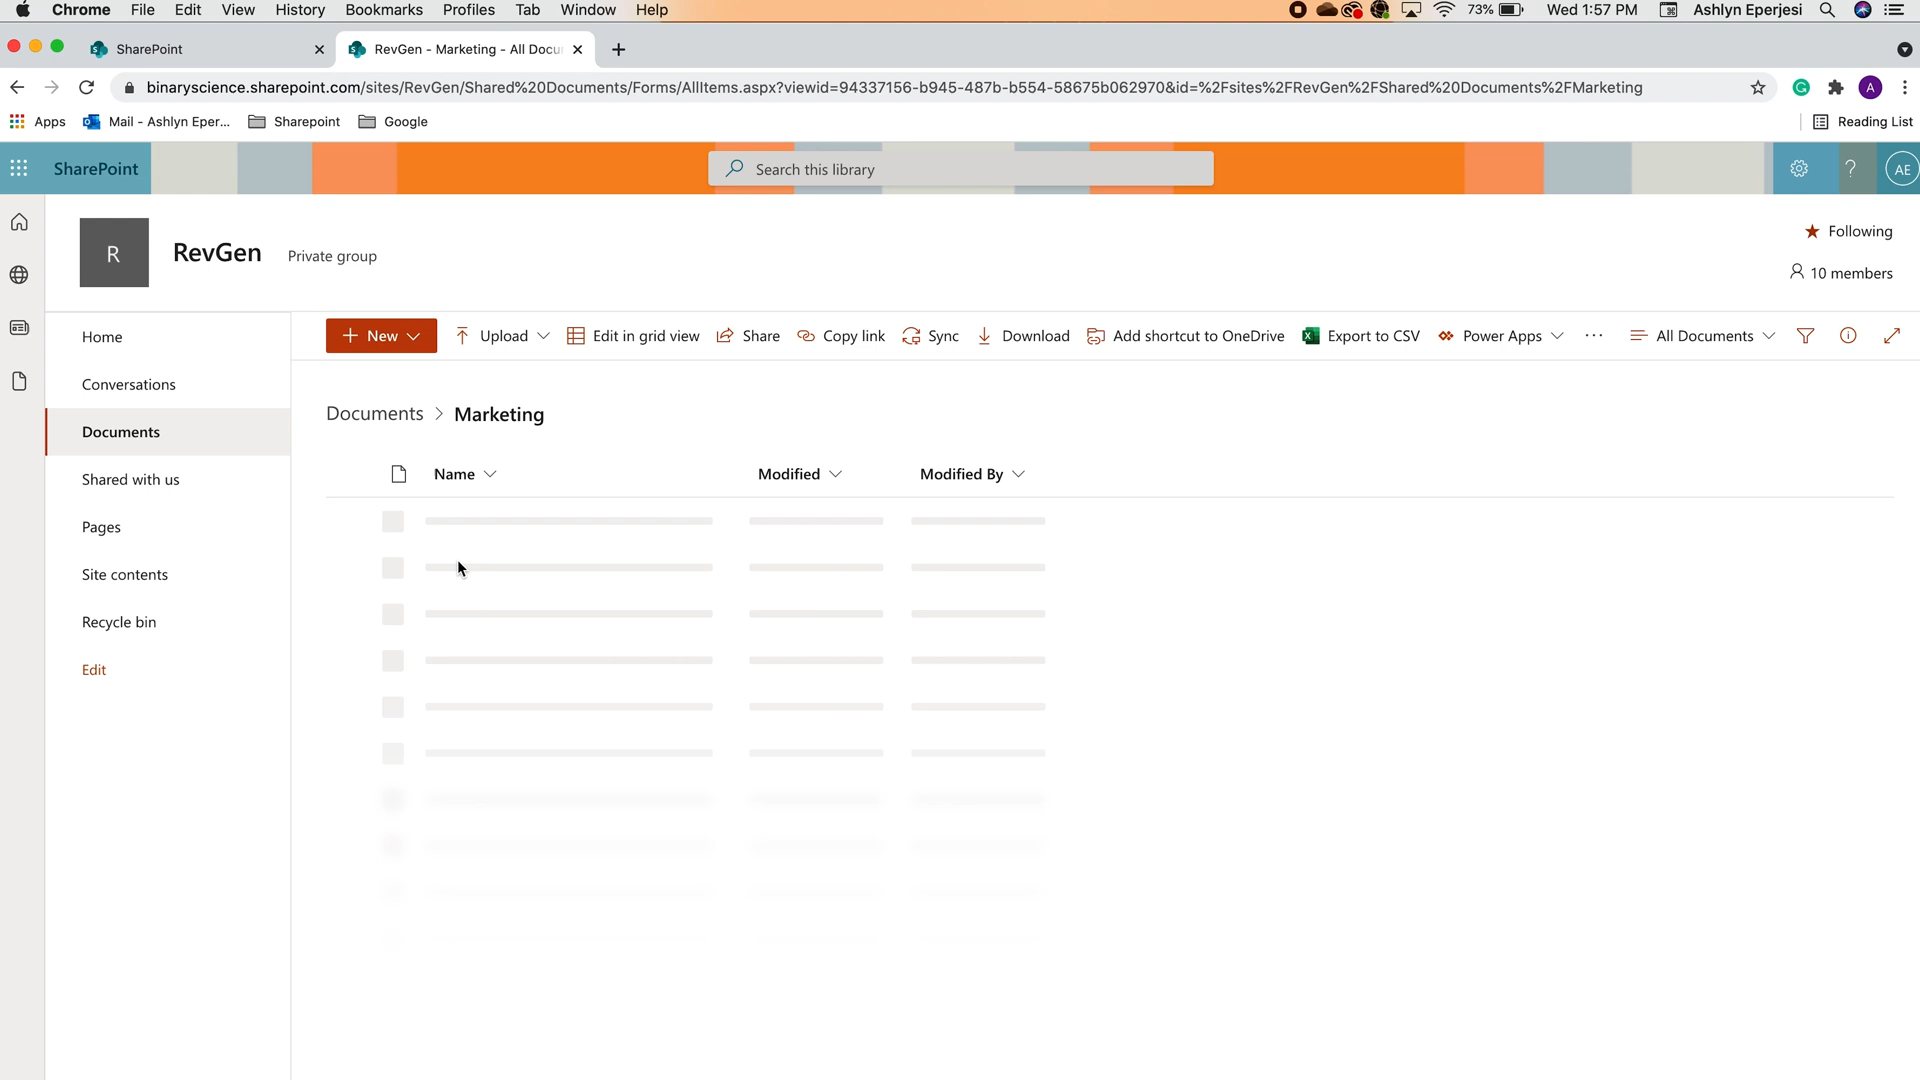 Chrome File Edit View History Bookmarks Profiles Tab Window Help 73% Wed 1:57 PM Ashlyn Eperjesi
SharePoint RevGen - Marketing - All Docu
binaryscience.sharepoint.com/sites/RevGen/Shared%20Documents/Forms/AllItems.aspx?viewid=94337156-b945-487b-b554-58675b062970&id=%2Fsites%2FRevGen%2FShared%20Documents%2FMarketing A
Apps Mail - Ashlyn Eper... Sharepoint Google Reading List
SharePoint Search this library ? AE
R RevGen Private group
Following
10 members
Home
Conversations
Documents
Shared with us
Pages
Site contents
Recycle bin
Edit
New Upload Edit in grid view Share Copy link Sync Download Add shortcut to OneDrive Export to CSV Power Apps ... All Documents
Documents > Marketing
Name Modified Modified By